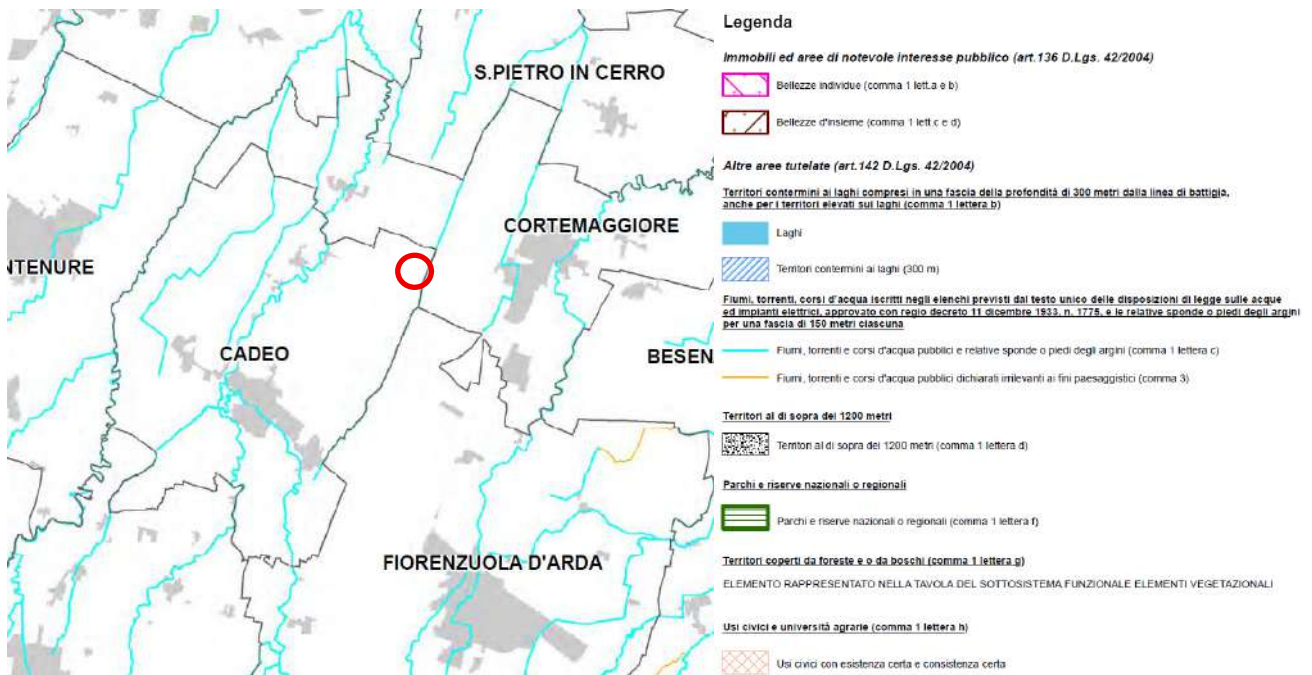 S.PIETRO IN CERRO
CORTEMAGGIORE
NTENURE
CADEO
BESEN
FIORENZUOLA D'ARDA
Legenda
Immobili ed aree di notevole interesse pubblico (art.136 D.Lgs. 42/2004)
Bellezze individue (comma 1 lett.a e b)
Bellezze d'insieme (comma 1 lett.c e d)
Altre aree tutelate (art.142 D.Lgs. 42/2004)
Territori contermini ai laghi compresi in una fascia della profondità di 300 metri dalla linea di battigia,
anche per i territori elevati sui laghi (comma 1 lettera b)
Laghi
Territori contermini ai laghi (300 m)
Fiumi, torrenti, corsi d'acqua iscritti negli elenchi previsti dal testo unico delle disposizioni di legge sulle acque
ed impianti elettrici, approvato con regio decreto 11 dicembre 1933, n. 1775, e le relative sponde o piedi degli argini
per una fascia di 150 metri ciascuna
Fiumi, torrenti e corsi d'acqua pubblici e relative sponde o piedi degli argini (comma 1 lettera c)
Fiumi, torrenti e corsi d'acqua pubblici dichiarati irrilevanti ai fini paesaggistici (comma 3)
Territori al di sopra dei 1200 metri
Territori al di sopra dei 1200 metri (comma 1 lettera d)
Parchi e riserve nazionali o regionali
Parchi e riserve nazionali o regionali (comma 1 lettera f)
Territori coperti da foreste e o da boschi (comma 1 lettera g)
ELEMENTO RAPPRESENTATO NELLA TAVOLA DEL SOTTOSISTEMA FUNZIONALE ELEMENTI VEGETAZIONALI
Usi civici e università agrarie (comma 1 lettera h)
Usi civici con esistenza certa e consistenza certa